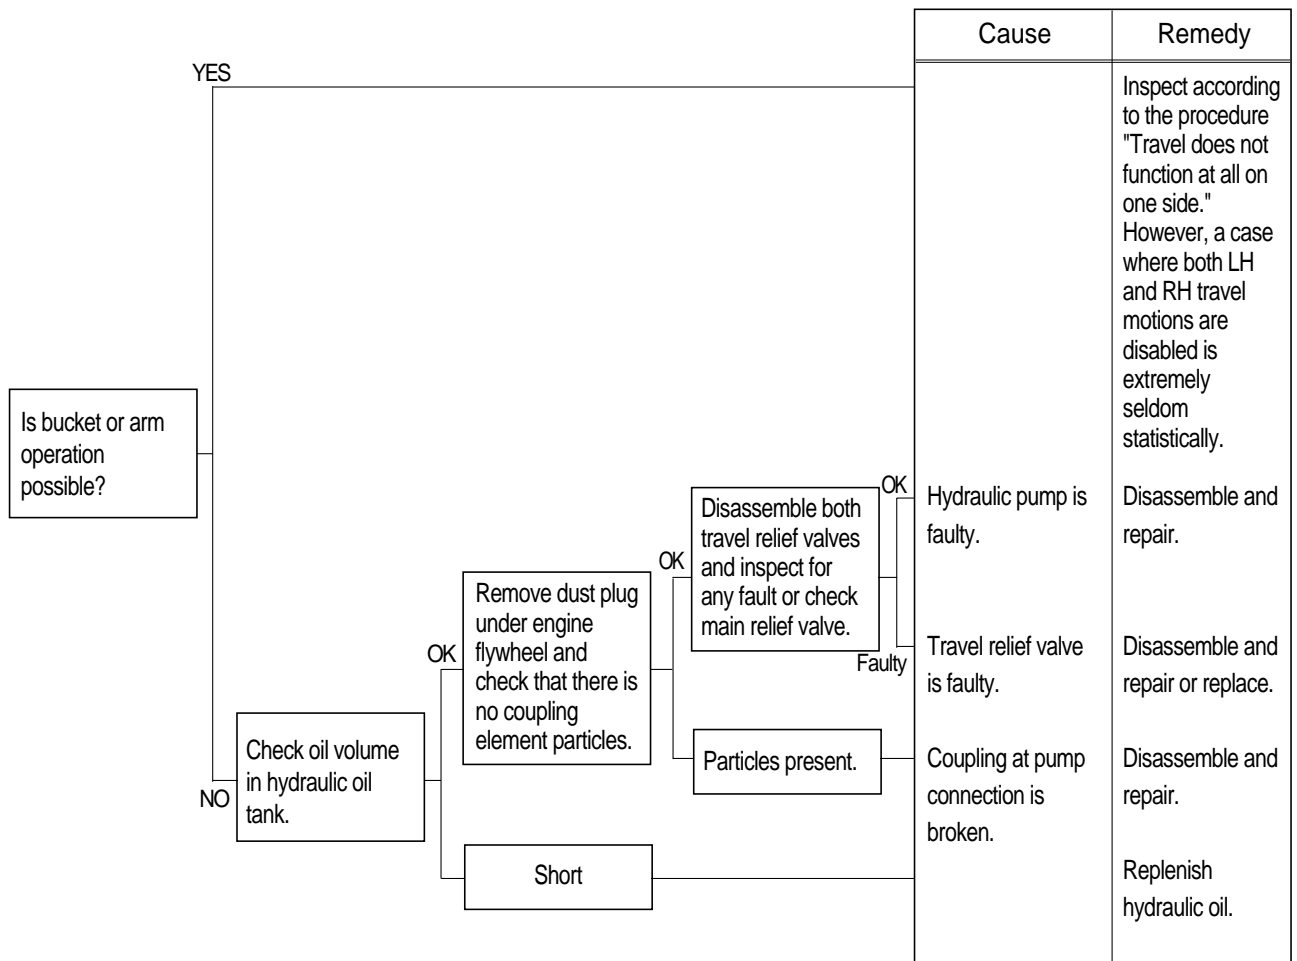 Cause
Remedy
YES
Inspect according
to the procedure
"Travel does not
function at all on
one side."
However, a case
where both LH
and RH travel
motions are
disabled is
extremely
seldom
statistically.
Is bucket or arm
operation
possible?
NO
Check oil volume
in hydraulic oil
tank.
OK
Remove dust plug
under engine
flywheel and
check that there is
no coupling
element particles.
OK
Disassemble both
travel relief valves
and inspect for
any fault or check
main relief valve.
OK
Hydraulic pump is
faulty.
Disassemble and
repair.
Faulty
Travel relief valve
is faulty.
Disassemble and
repair or replace.
Particles present.
Coupling at pump
connection is
broken.
Disassemble and
repair.
Short
Replenish
hydraulic oil.